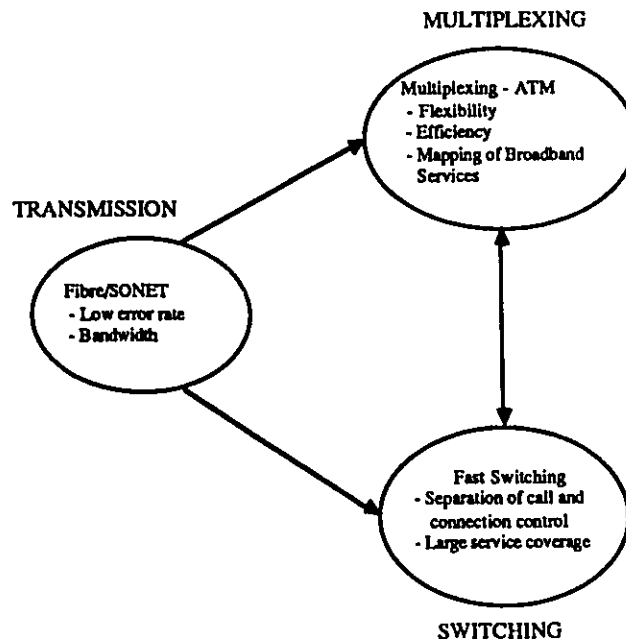 MULTIPLEXING
Multiplexing - ATM
- Flexibility
- Efficiency
- Mapping of Broadband
Services
TRANSMISSION
Fibre/SONET
- Low error rate
- Bandwidth
Fast Switching
- Separation of call and
connection control
- Large service coverage
SWITCHING